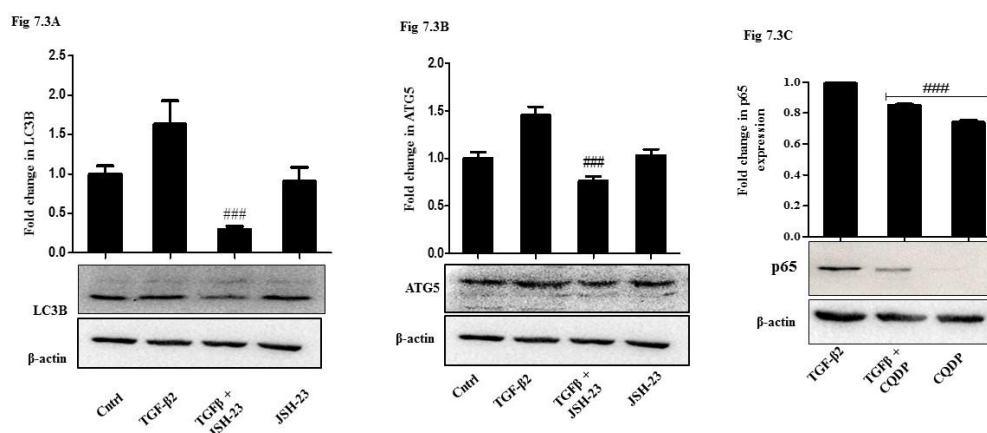 Fig 7.3A
Fold change in LC3B
2.5
2.0
1.5
1.0
0.5
0.0
###
LC3B
β-actin
Cntrl
TGF-β2
TGFβ +
JSH-23
JSH-23
Fig 7.3B
Fold change in ATG5
2.0
1.5
1.0
0.5
0.0
###
ATG5
β-actin
Cntrl
TGF-β2
TGFβ +
JSH-23
JSH-23
Fig 7.3C
Fold change in p65
expression
1.0
0.8
0.6
0.4
0.2
0.0
###
p65
β-actin
TGF-β2
TGFβ +
CQDP
CQDP